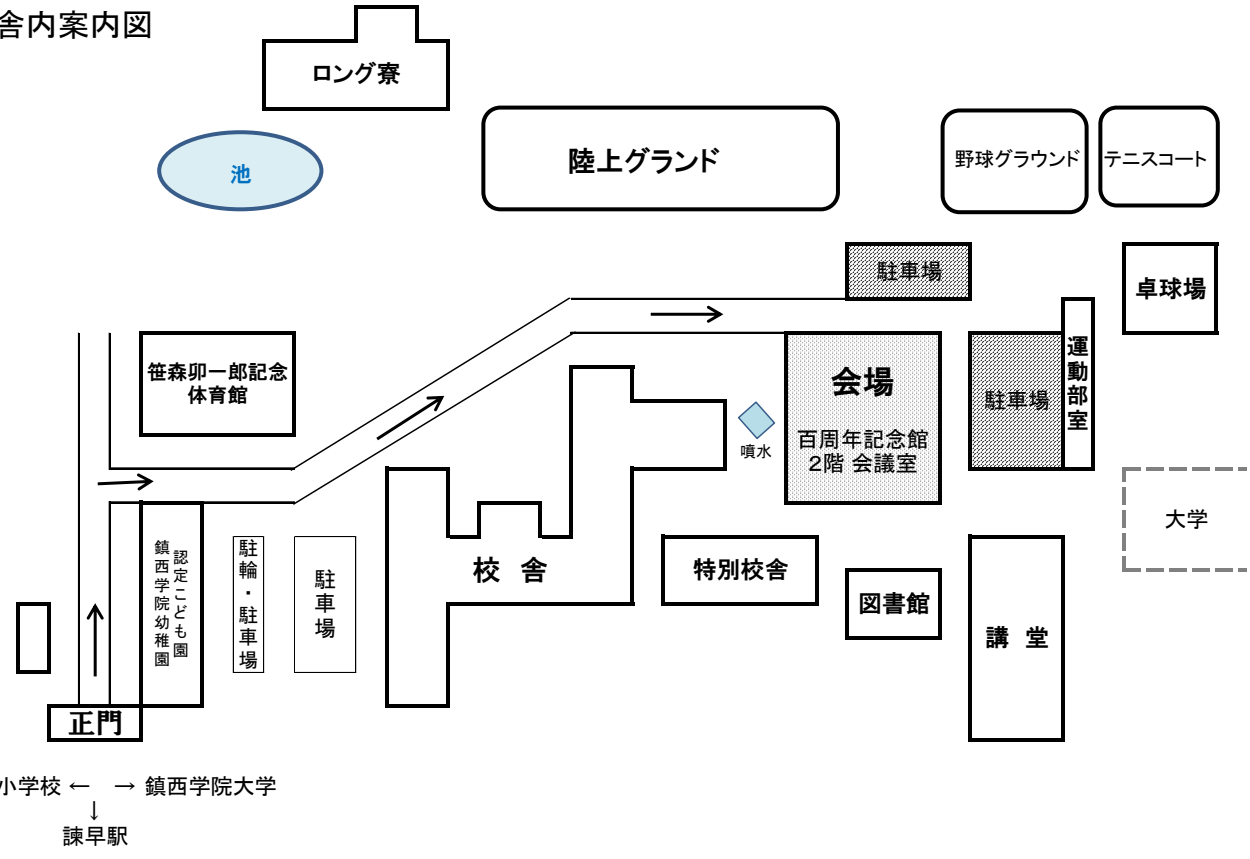 舎内案内図
ロング寮
池
陸上グランド
野球グラウンド
テニスコート
駐車場
卓球場
笹森卯一郎記念
体育館
会場
百周年記念館
2階 会議室
噴水
駐車場
運動部室
大学
認定こども園
鎮西学院幼稚園
駐輪・駐車場
駐車場
校 舎
特別校舎
図書館
講 堂
正門
小学校 ← → 鎮西学院大学
↓
諫早駅